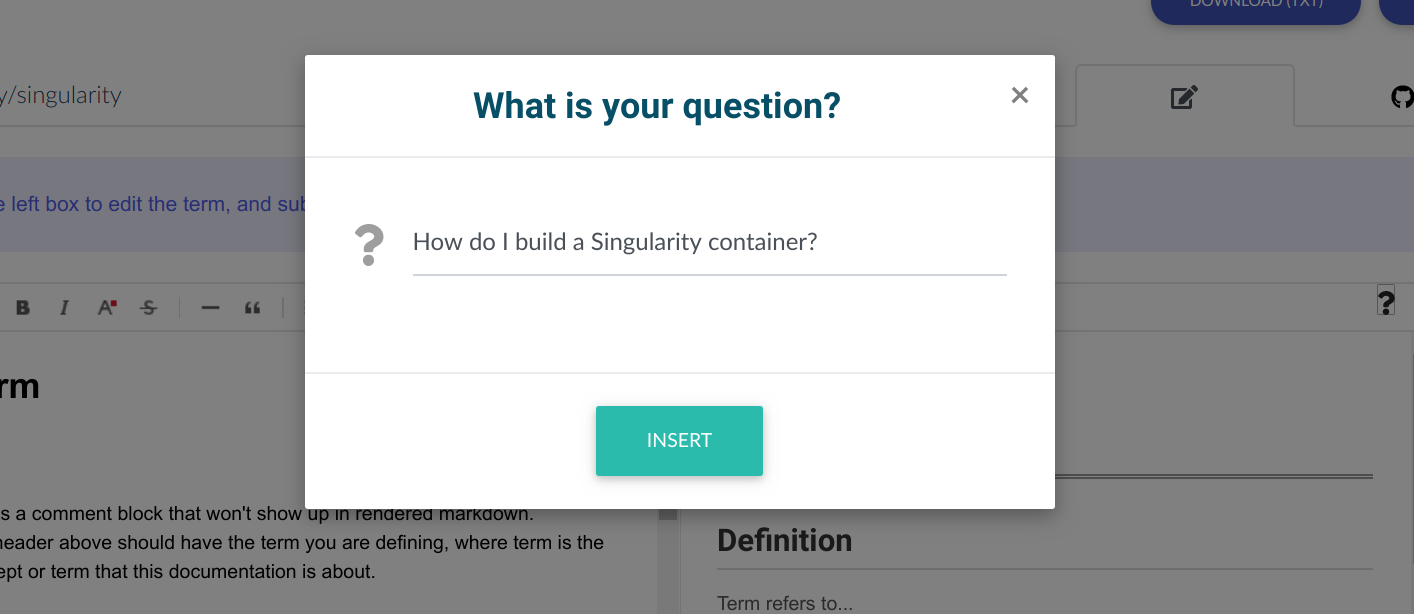 DOWNLOAD (TXT)
y/singularity
What is your question?
×
e left box to edit the term, and sub
? How do I build a Singularity container?
B I A S — “
?
rm
INSERT
s a comment block that won't show up in rendered markdown.
header above should have the term you are defining, where term is the
ept or term that this documentation is about.
Definition
Term refers to...